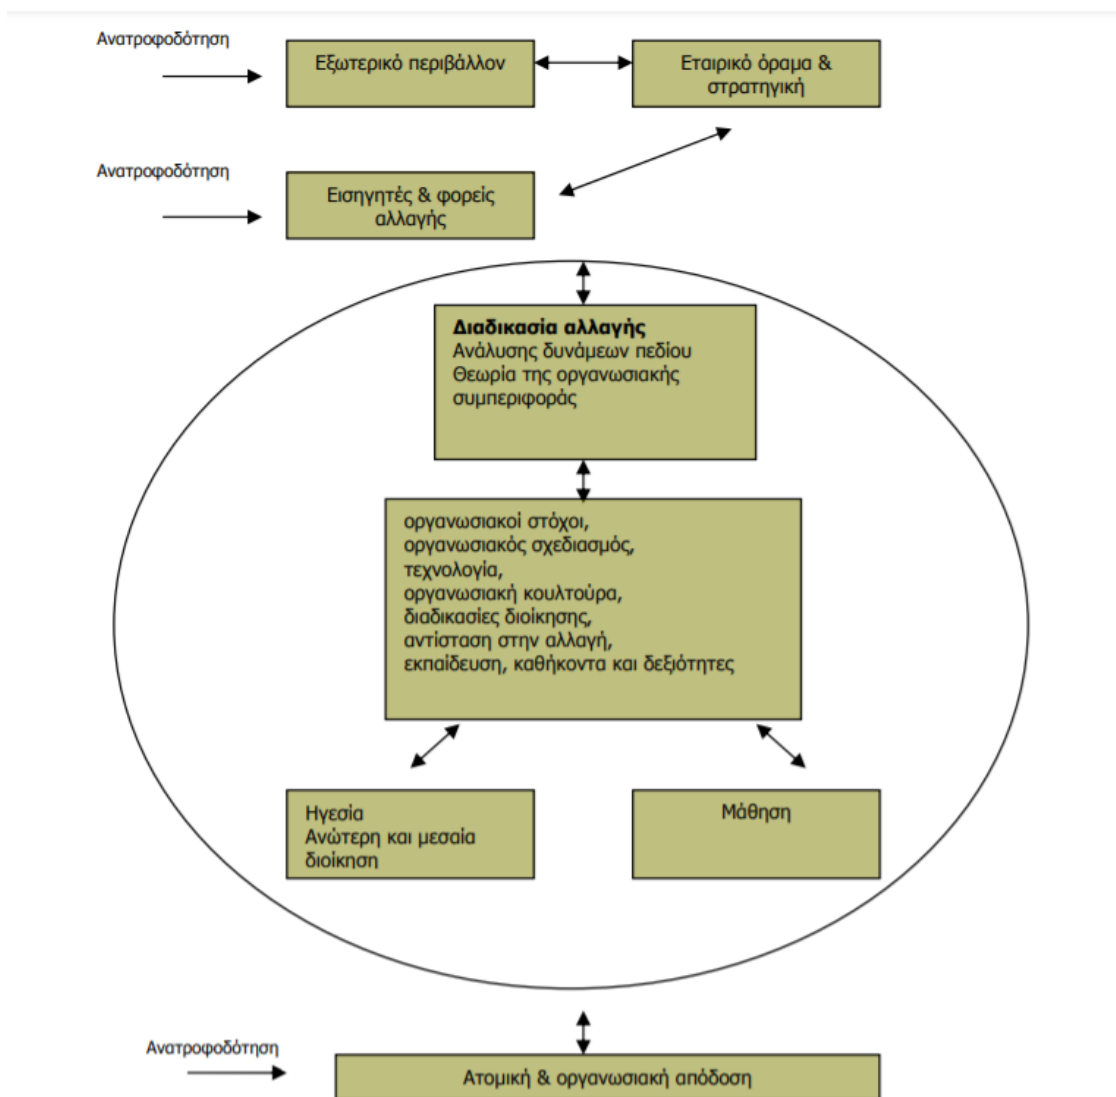 Ανατροφοδότηση
Εξωτερικό περιβάλλον
Εταιρικό όραμα &
στρατηγική
Ανατροφοδότηση
Εισηγητές & φορείς
αλλαγής
Διαδικασία αλλαγής
Ανάλυσης δυνάμεων πεδίου
Θεωρία της οργανωσιακής
συμπεριφοράς
οργανωσιακοί στόχοι,
οργανωσιακός σχεδιασμός,
τεχνολογία,
οργανωσιακή κουλτούρα,
διαδικασίες διοίκησης,
αντίσταση στην αλλαγή,
εκπαίδευση, καθήκοντα και δεξιότητες
Ηγεσία
Ανώτερη και μεσαία
διοίκηση
Μάθηση
Ανατροφοδότηση
Ατομική & οργανωσιακή απόδοση